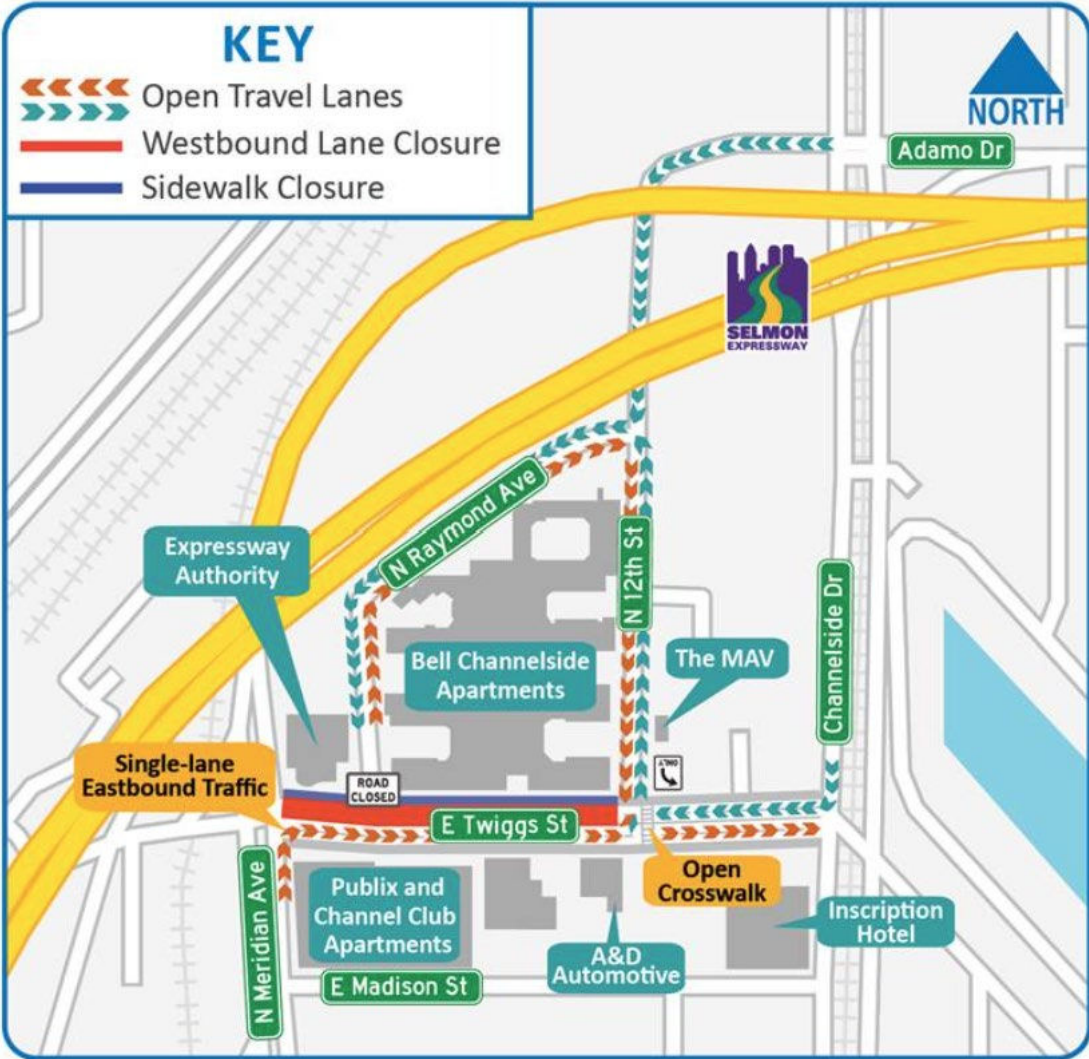 KEY
Open Travel Lanes
Westbound Lane Closure
Sidewalk Closure
NORTH
Adamo Dr
SELMON
EXPRESSWAY
N Raymond Ave
Expressway
Authority
N 12th St
Bell Channelside
Apartments
The MAV
Channelside Dr
Single-lane
Eastbound Traffic
ROAD
CLOSED
E Twiggs St
Open
Crosswalk
N Meridian Ave
Publix and
Channel Club
Apartments
A&D
Automotive
Inscription
Hotel
E Madison St